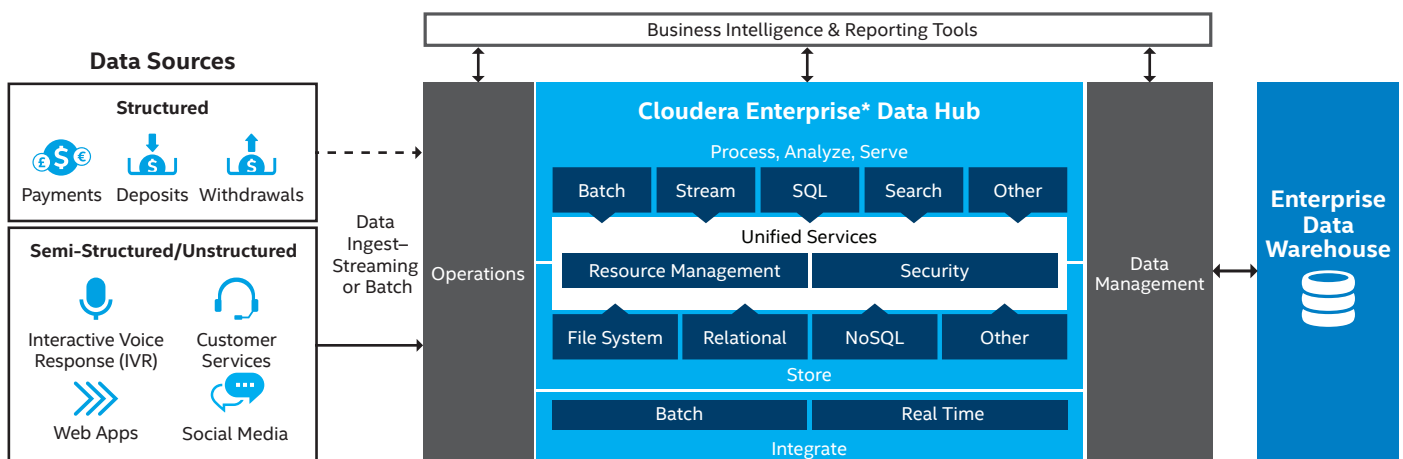 Business Intelligence & Reporting Tools
Data Sources
Structured
£ $ €
$
$
Payments
Deposits
Withdrawals
Semi-Structured/Unstructured
Interactive Voice
Response (IVR)
Customer
Services
Web Apps
Social Media
Data
Ingest–
Streaming
or Batch
Operations
Cloudera Enterprise* Data Hub
Process, Analyze, Serve
Batch
Stream
SQL
Search
Other
Unified Services
Resource Management
Security
File System
Relational
NoSQL
Other
Store
Batch
Real Time
Integrate
Data
Management
Enterprise
Data
Warehouse